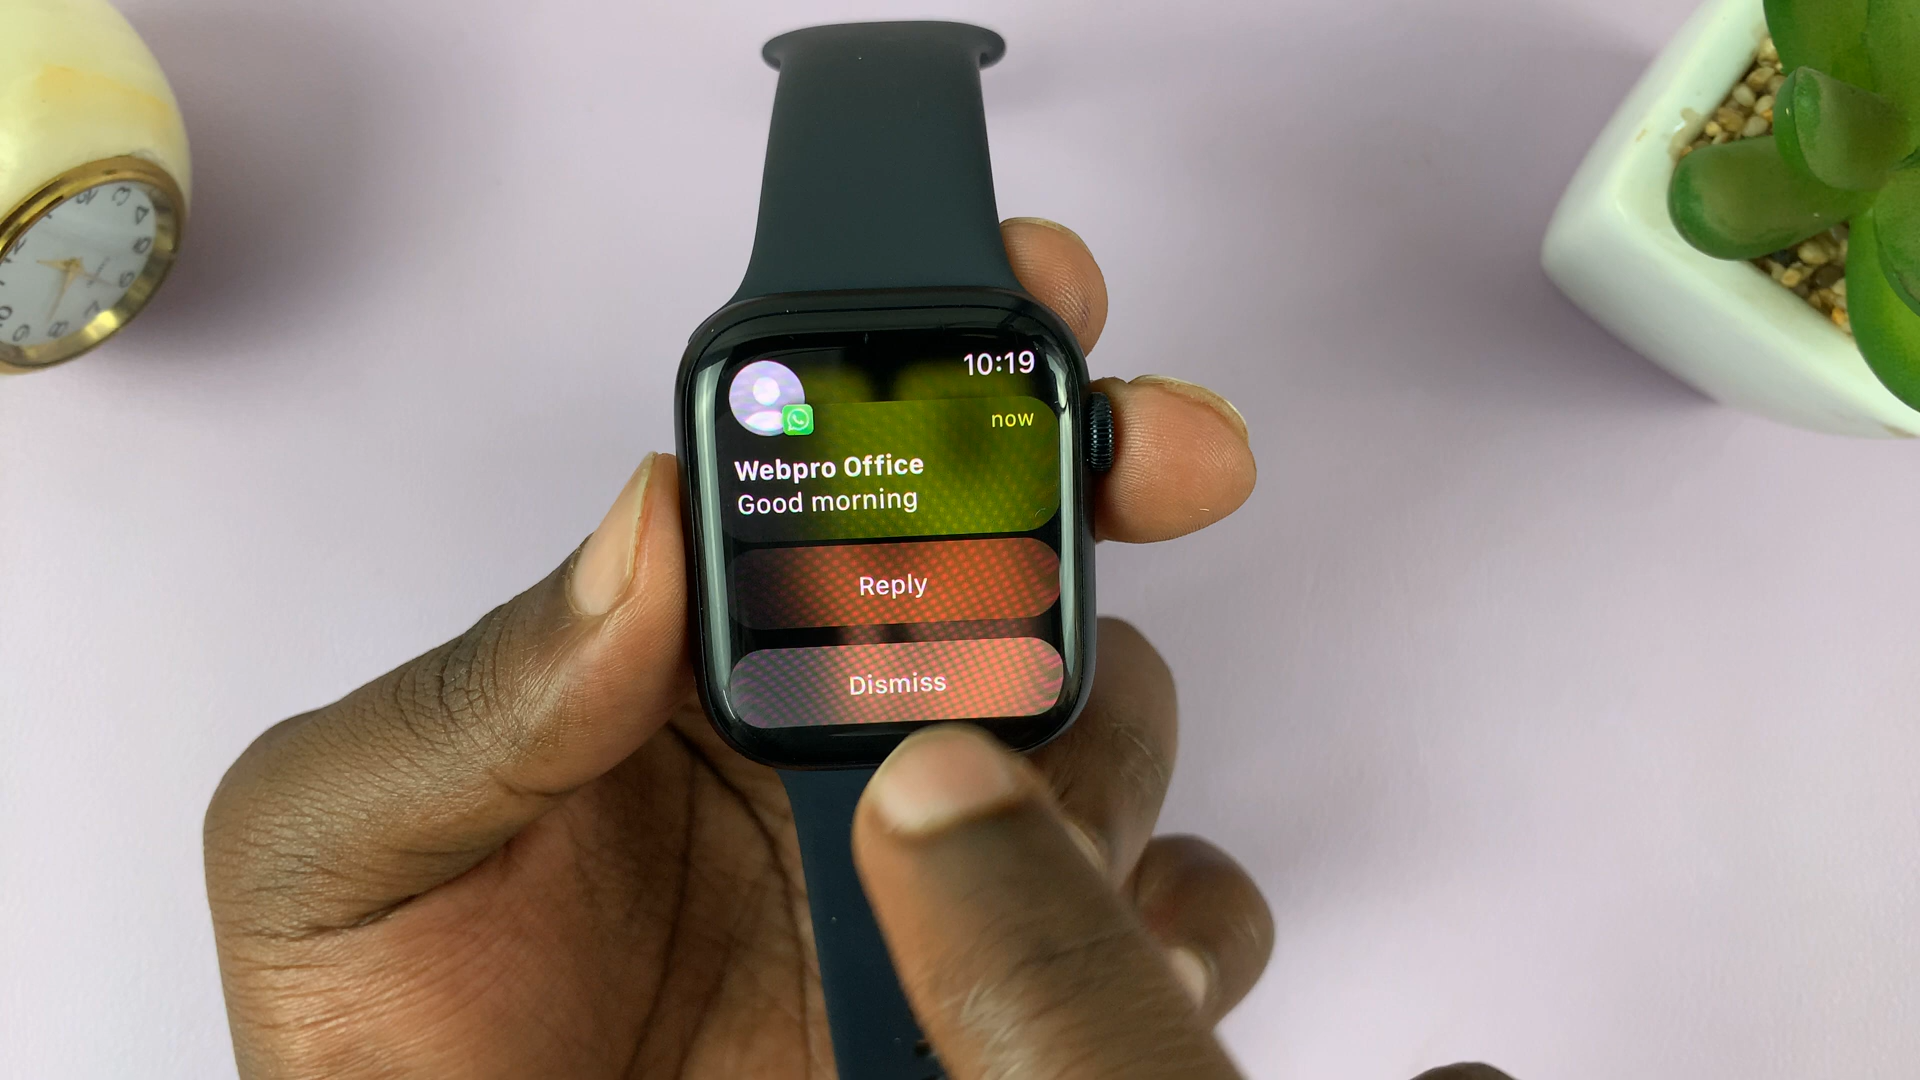 10:19
now
Webpro Office
Good morning
Reply
Dismiss